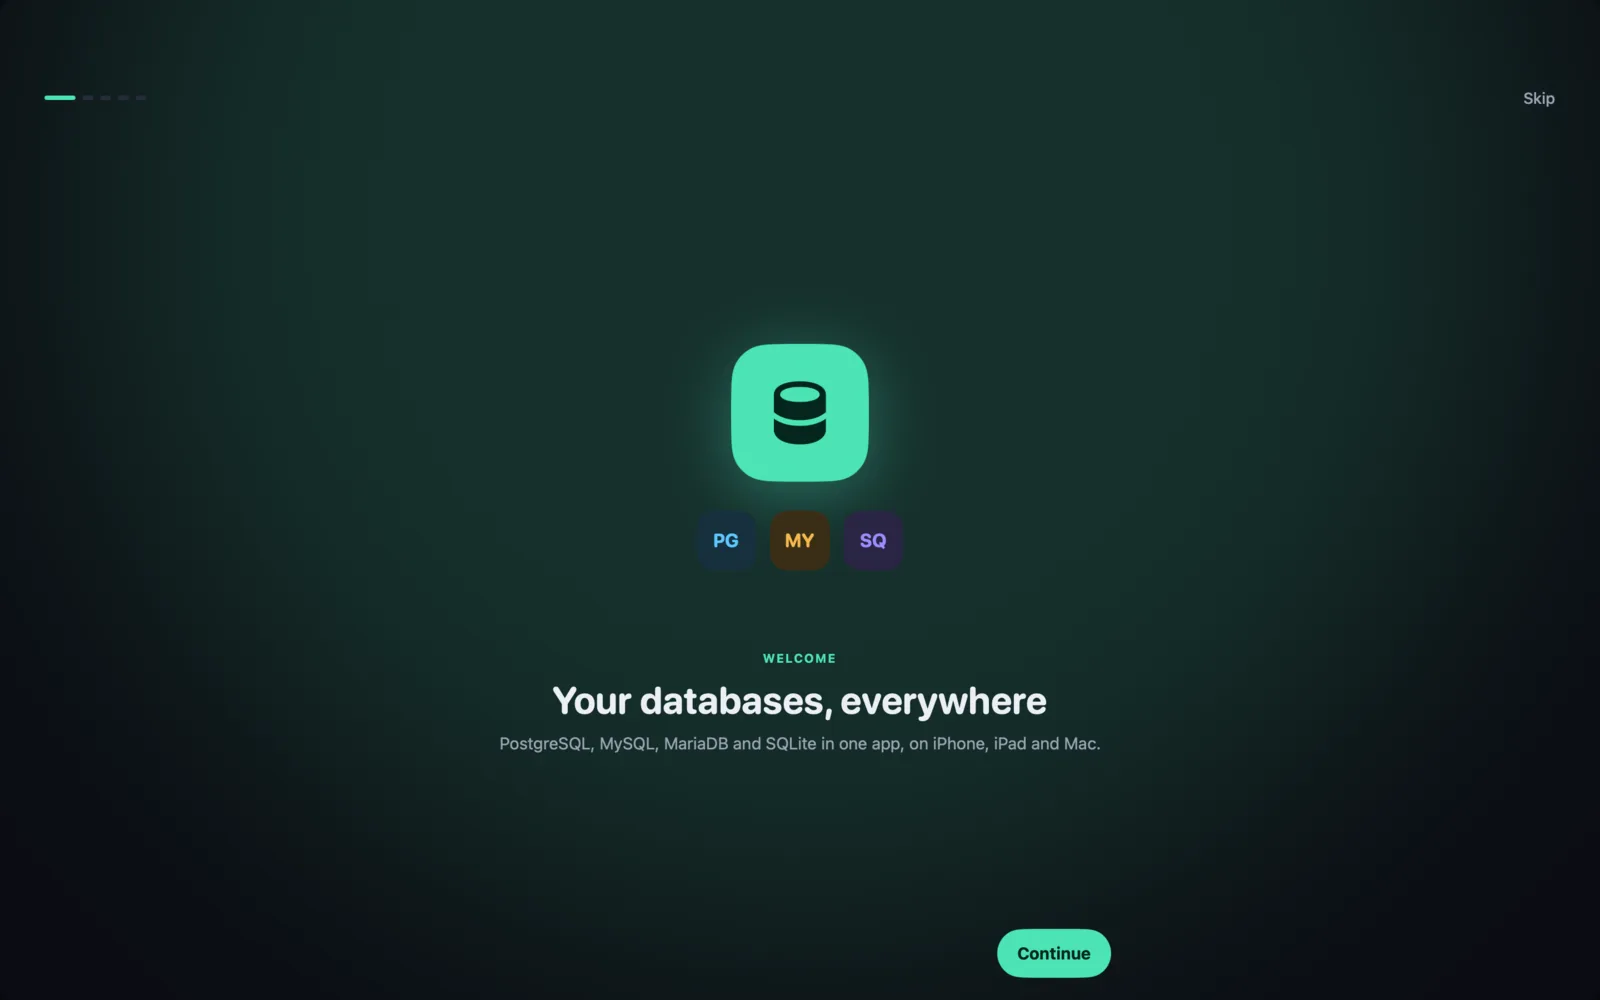 Skip
PG MY SQ
WELCOME
Your databases, everywhere
PostgreSQL, MySQL, MariaDB and SQLite in one app, on iPhone, iPad and Mac.
Continue